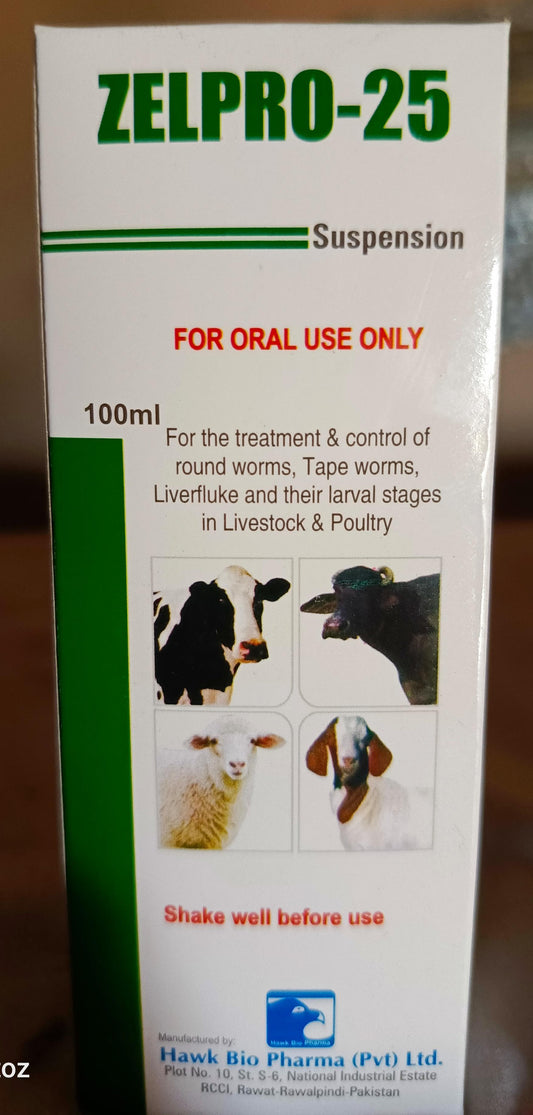 ZELPRO-25
Suspension
FOR ORAL USE ONLY
100ml
For the treatment & control of
round worms, Tape worms,
Liverfluke and their larval stages
in Livestock & Poultry
Shake well before use
Hawk Bio Pharma
Manufactured by:
Hawk Bio Pharma (Pvt) Ltd.
Plot No. 10, St. S-6, National Industrial Estate
RCCI, Rawat-Rawalpindi-Pakistan